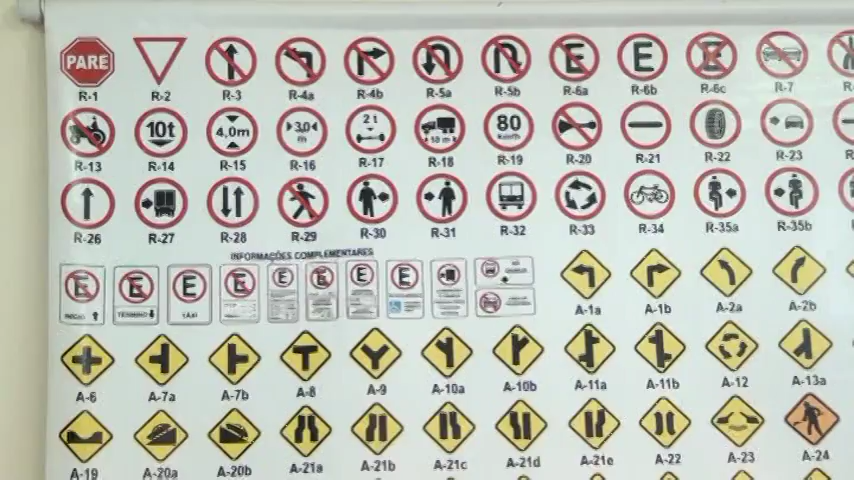 PARE E E
R-1 R-2 R-3 R-4a R-4b R-5a R-5b R-6a R-6b R-6c R-7
10t 4,0m 3,0 m 2 t 10 m 80 km/h
R-13 R-14 R-15 R-16 R-17 R-18 R-19 R-20 R-21 R-22 R-23
R-26 R-27 R-28 R-29 R-30 R-31 R-32 R-33 R-34 R-35a R-35b
INFORMAÇÕES COMPLEMENTARES
E E E E E E E E
INÍCIO TÉRMINO TÁXI
A-1a A-1b A-2a A-2b
A-6 A-7a A-7b A-8 A-9 A-10a A-10b A-11a A-11b A-12 A-13a
A-19 A-20a A-20b A-21a A-21b A-21c A-21d A-21e A-22 A-23 A-24